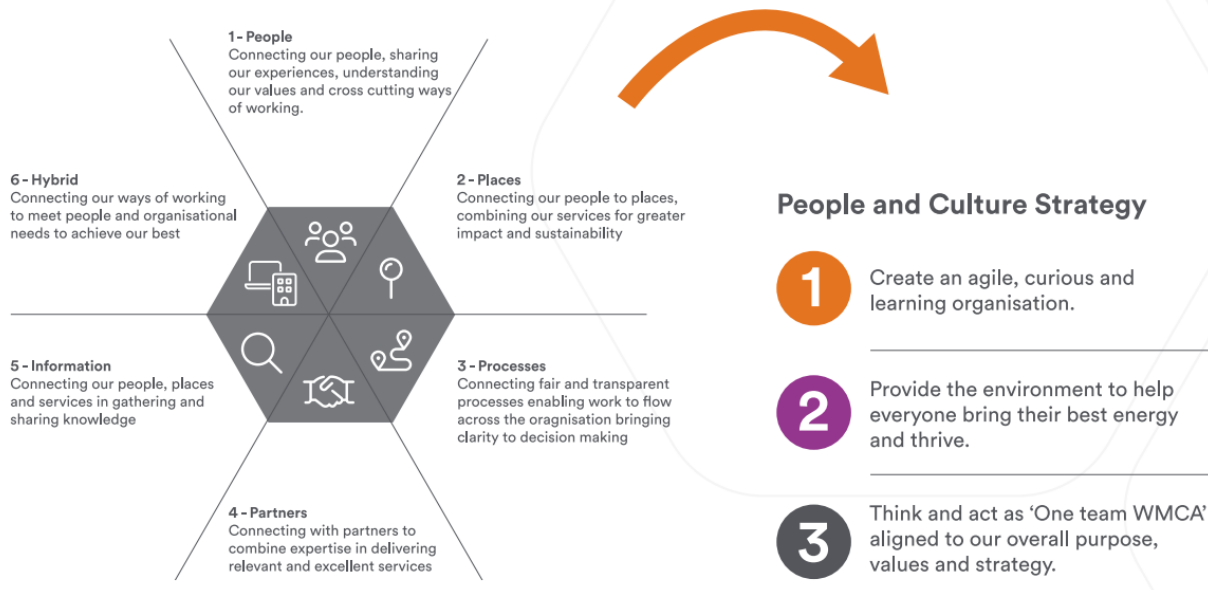 1 - People
Connecting our people, sharing
our experiences, understanding
our values and cross cutting ways
of working.
2 - Places
Connecting our people to places,
combining our services for greater
impact and sustainability
3 - Processes
Connecting fair and transparent
processes enabling work to flow
across the oragnisation bringing
clarity to decision making
4 - Partners
Connecting with partners to
combine expertise in delivering
relevant and excellent services
5 - Information
Connecting our people, places
and services in gathering and
sharing knowledge
6 - Hybrid
Connecting our ways of working
to meet people and organisational
needs to achieve our best
People and Culture Strategy
1
Create an agile, curious and
learning organisation.
2
Provide the environment to help
everyone bring their best energy
and thrive.
3
Think and act as ‘One team WMCA’
aligned to our overall purpose,
values and strategy.